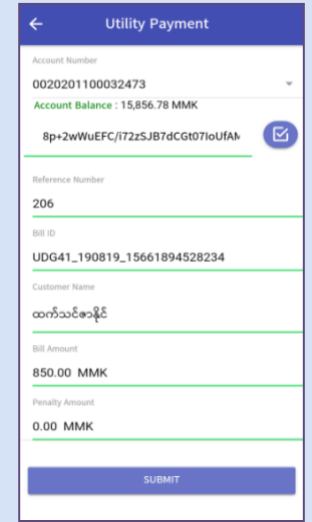 Utility Payment
Account Number
0020201100032473
Account Balance : 15,856.78 MMK
8p+2wWuEFC/i72zSJB7dCGt07IoUfAM
Reference Number
206
Bill ID
UDG41_190819_15661894528234
Customer Name
ထက်သင်ဇာနိုင်
Bill Amount
850.00 MMK
Penalty Amount
0.00 MMK
SUBMIT